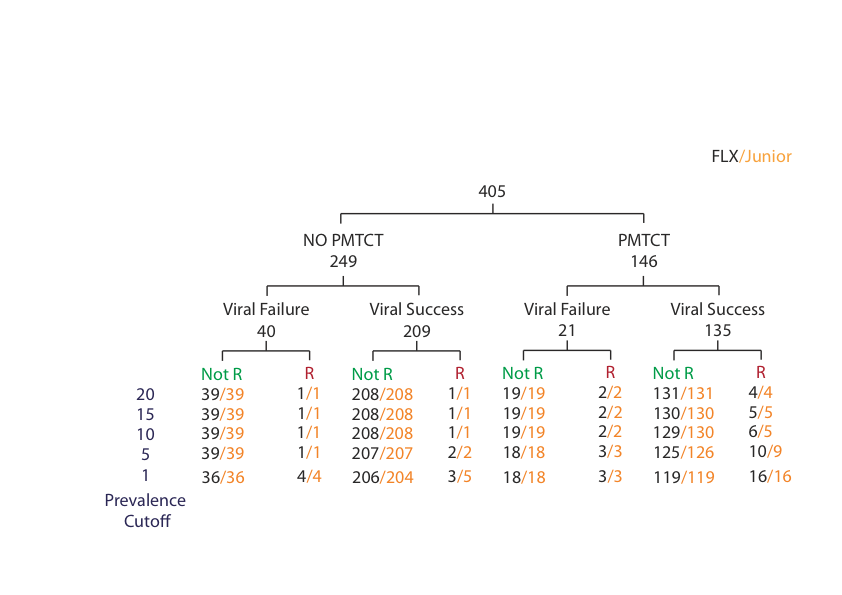 FLX/Junior
405
NO PMTCT PMTCT
249 146
Viral Failure Viral Success Viral Failure Viral Success
40 209 21 135
Not R R Not R R Not R R Not R R
20 39/39 1/1 208/208 1/1 19/19 2/2 131/131 4/4
15 39/39 1/1 208/208 1/1 19/19 2/2 130/130 5/5
10 39/39 1/1 208/208 1/1 19/19 2/2 129/130 6/5
5 39/39 1/1 207/207 2/2 18/18 3/3 125/126 10/9
1 36/36 4/4 206/204 3/5 18/18 3/3 119/119 16/16
Prevalence
Cutoff